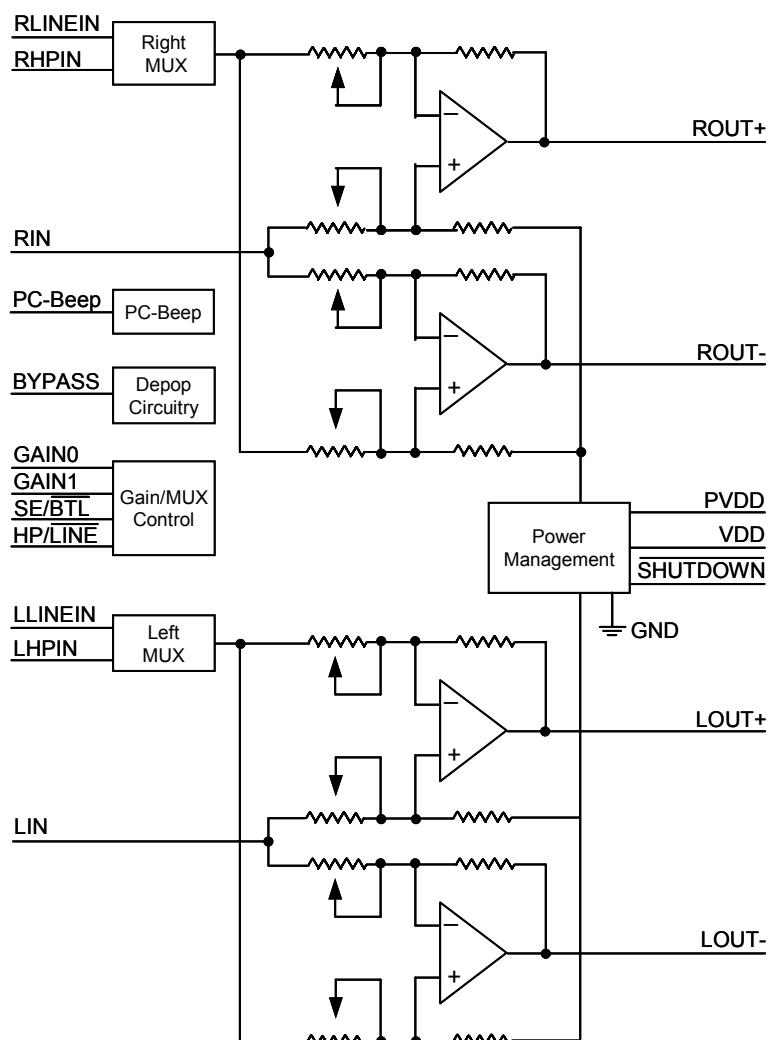 RLINEIN
RHPIN
Right
MUX
ROUT+
RIN
PC-Beep
PC-Beep
ROUT-
BYPASS
Depop
Circuitry
GAIN0
GAIN1
SE/BTL
HP/LINE
Gain/MUX
Control
Power
Management
PVDD
VDD
SHUTDOWN
GND
LLINEIN
LHPIN
Left
MUX
LOUT+
LIN
LOUT-